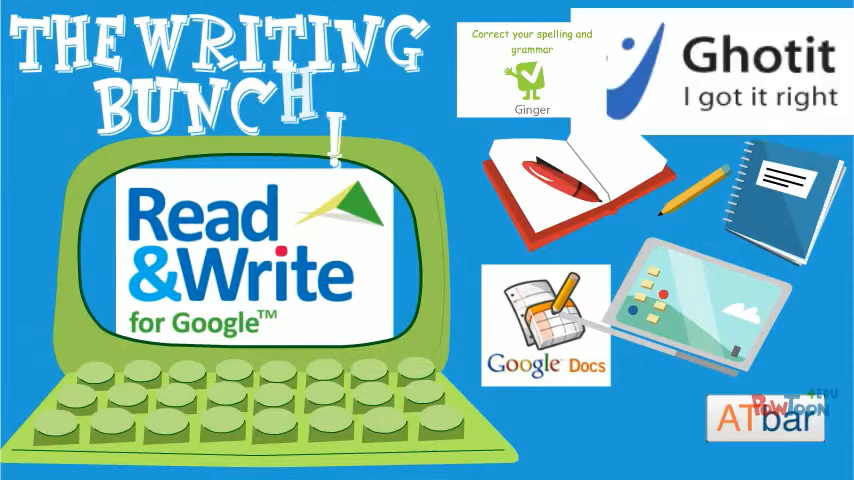 THE WRITING
BUNCH!
Correct your spelling and
grammar
Ginger
Ghotit
I got it right
Read
&Write
for Google™
Google™ Docs
ATbar
POWTOON
4EDU